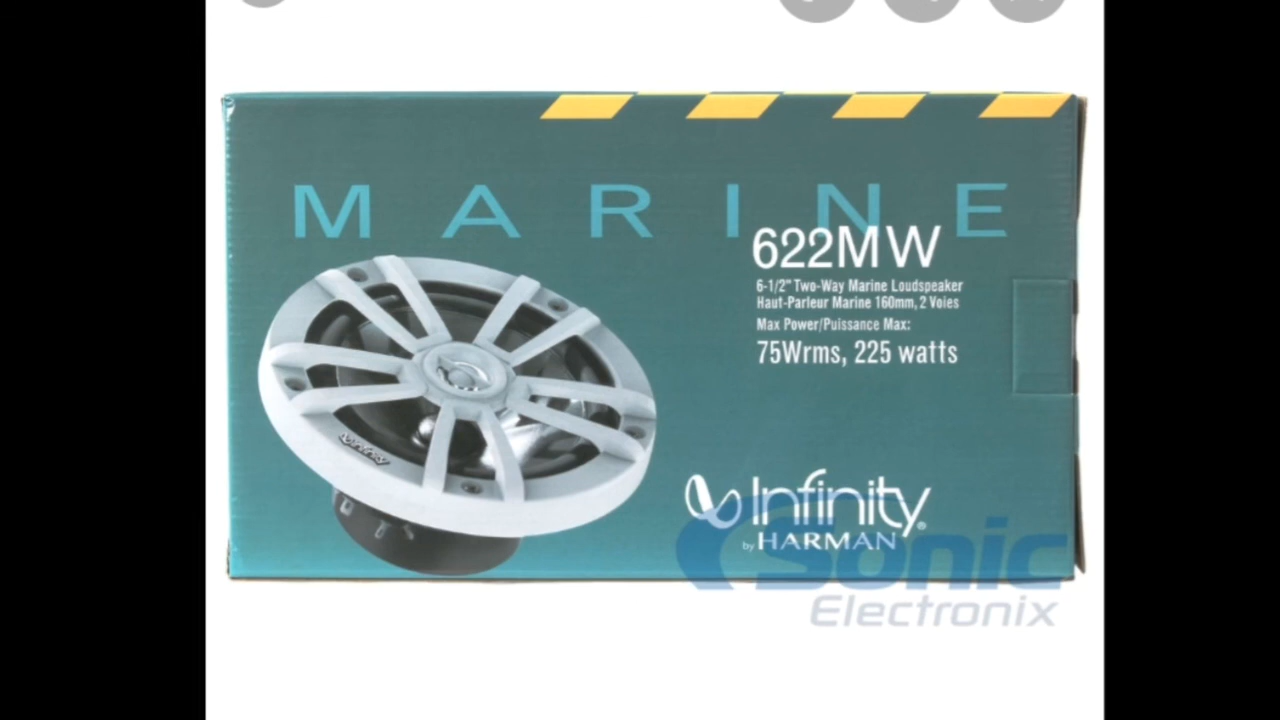 MARINE
622MW
6-1/2" Two-Way Marine Loudspeaker
Haut-Parleur Marine 160mm, 2 Voies
Max Power/Puissance Max:
75Wrms, 225 watts
Infinity
Infinity®
by HARMAN
Sonic
Electronix